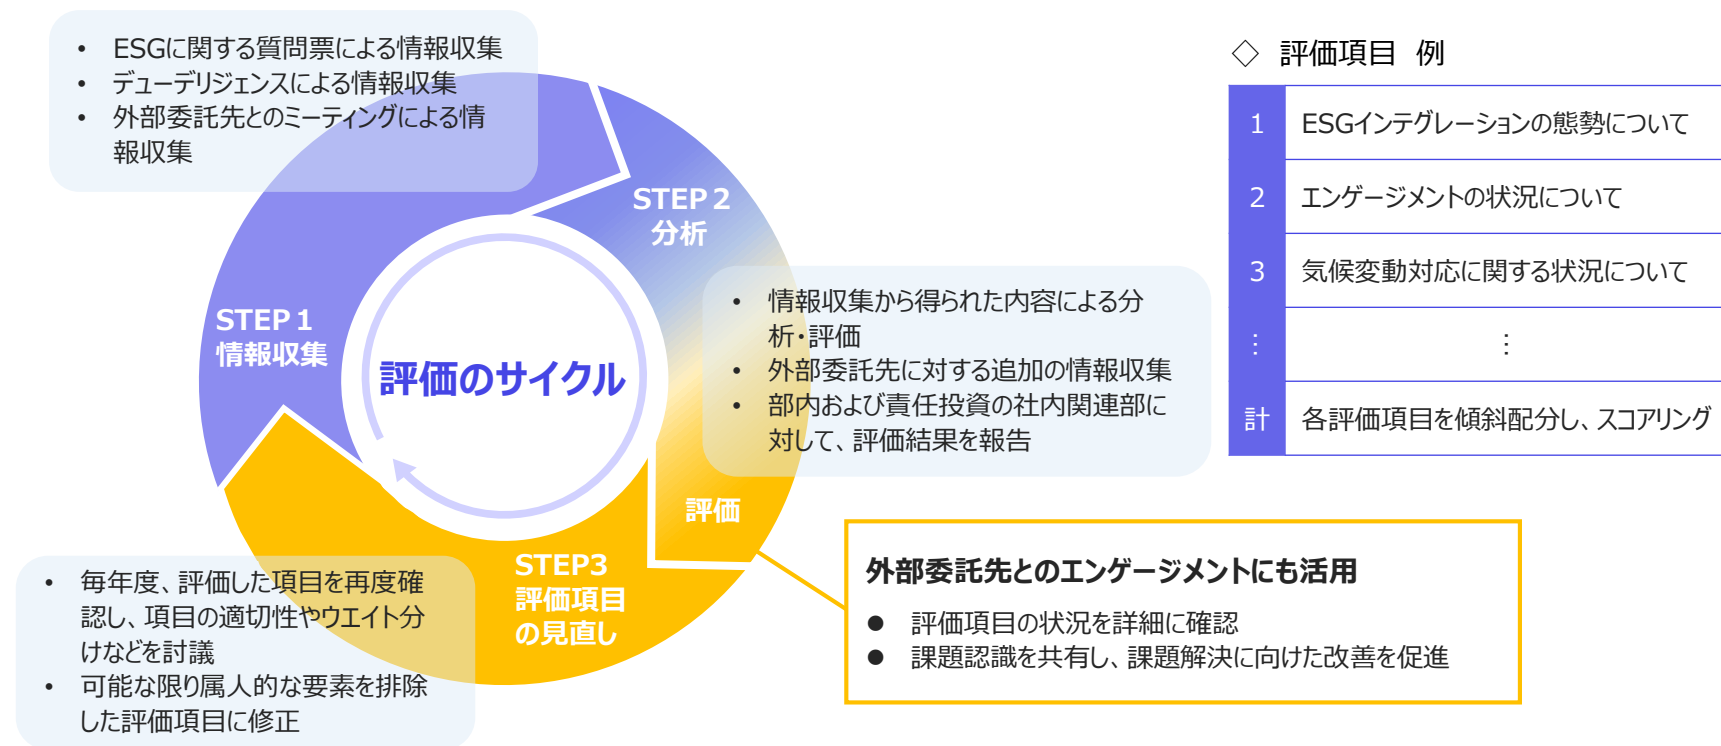 • ESGに関する質問票による情報収集
• デューデリジェンスによる情報収集
• 外部委託先とのミーティングによる情
報収集
STEP 1
情報収集
STEP 2
分析
評価
• 情報収集から得られた内容による分
析・評価
• 外部委託先に対する追加の情報収集
• 部内および責任投資の社内関連部に
対して、評価結果を報告
評価のサイクル
STEP3
評価項目
の見直し
• 毎年度、評価した項目を再度確
認し、項目の適切性やウエイト分
けなどを討議
• 可能な限り属人的な要素を排除
した評価項目に修正
外部委託先とのエンゲージメントにも活用
● 評価項目の状況を詳細に確認
● 課題認識を共有し、課題解決に向けた改善を促進
◇ 評価項目 例
1 ESGインテグレーションの態勢について
2 エンゲージメントの状況について
3 気候変動対応に関する状況について
⋮ ⋮
計 各評価項目を傾斜配分し、スコアリング